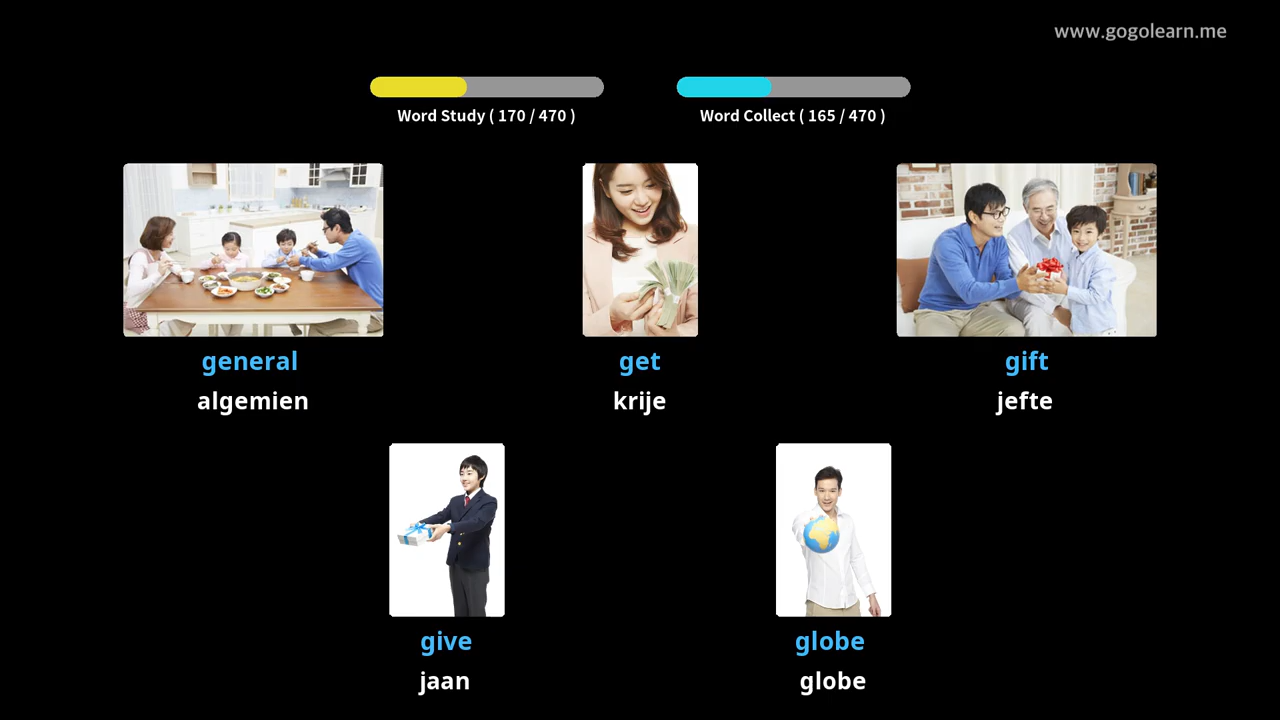 www.gogolearn.me
Word Study ( 170 / 470 )
Word Collect ( 165 / 470 )
general
algemien
get
krije
gift
jefte
give
jaan
globe
globe